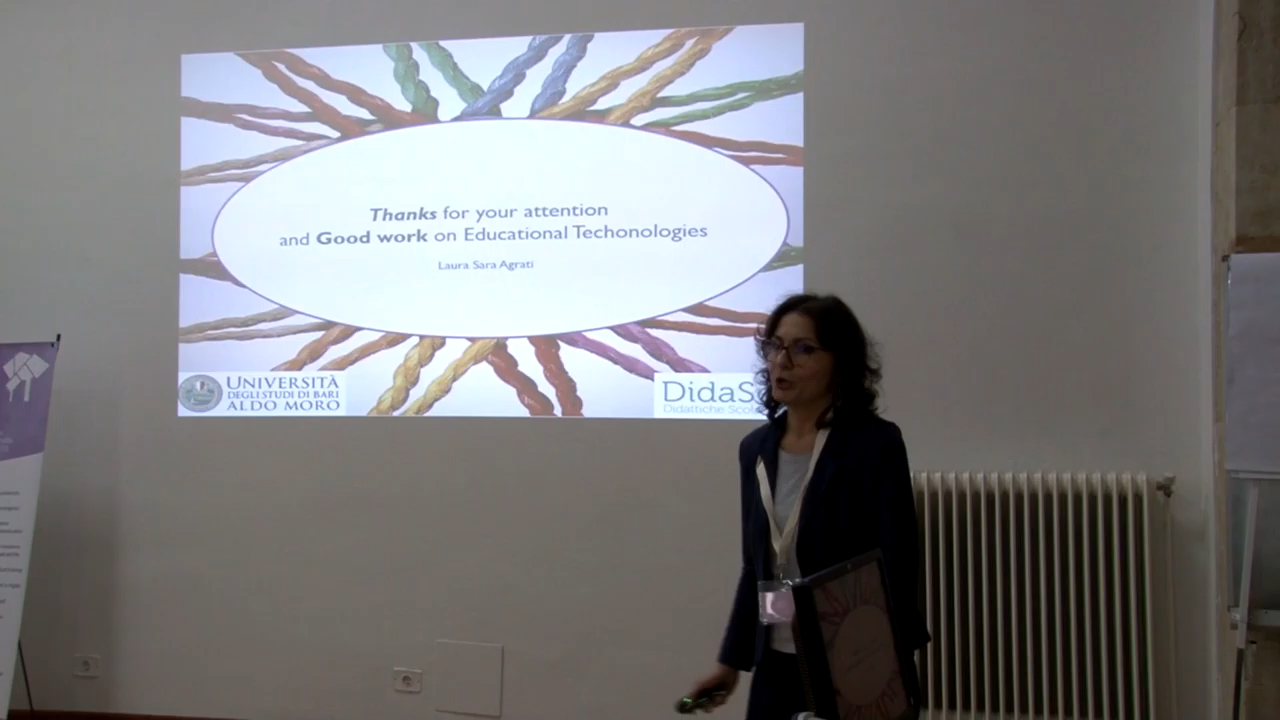 Thanks for your attention
and Good work on Educational Techonologies
Laura Sara Agrati
UNIVERSITÀ
DEGLI STUDI DI BARI
ALDO MORO
DidaS
Didattiche